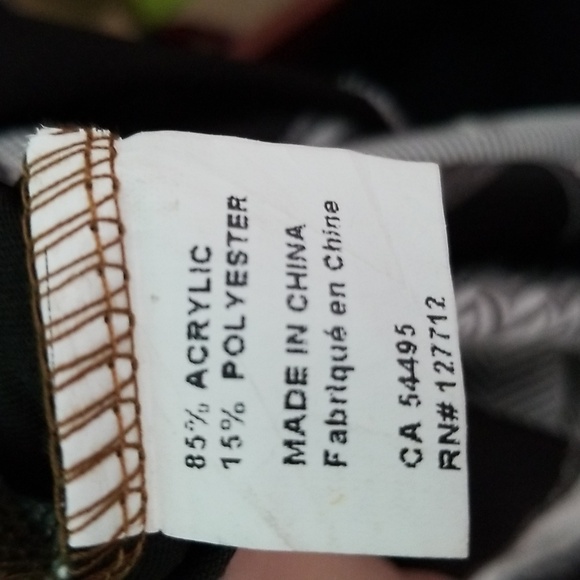 85% ACRYLIC
15% POLYESTER
MADE IN CHINA
Fabriqué en Chine
CA 54495
RN# 127712